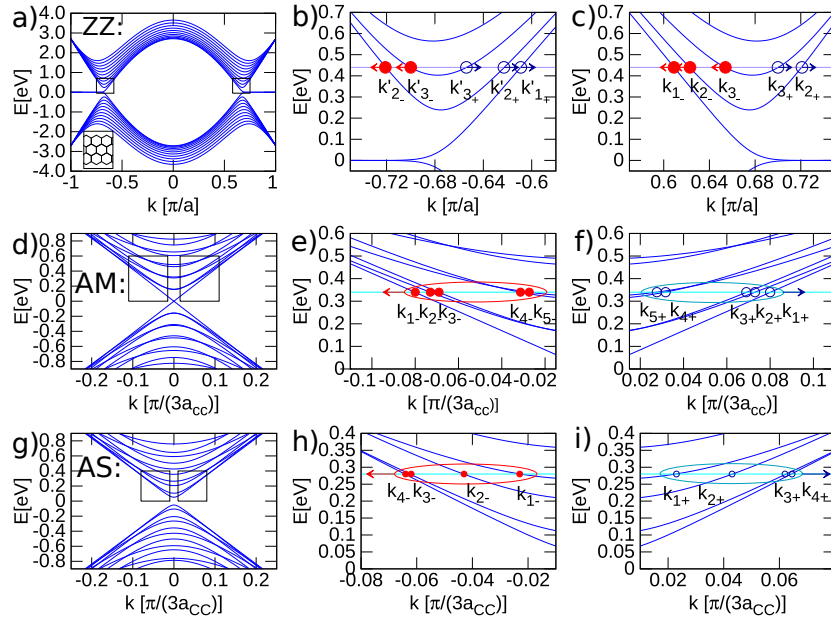 a) ZZ:
E[eV]
4.0
3.0
2.0
1.0
0
-1.0
-2.0
-3.0
-4.0
-1 -0.5 0 0.5 1
k [π/a]
b)
E[eV]
0.7
0.6
0.5
0.4
0.3
0.2
0.1
0
k'2- k'3- k'3+ k'2+ k'1+
-0.72 -0.68 -0.64 -0.6
k [π/a]
c)
E[eV]
0.7
0.6
0.5
0.4
0.3
0.2
0.1
0
k1- k2- k3- k3+ k2+
0.6 0.64 0.68 0.72
k [π/a]
d) AM:
E[eV]
0.8
0.6
0.4
0.2
0
-0.2
-0.4
-0.6
-0.8
-0.2 -0.1 0 0.1 0.2
k [π/(3acc)]
e)
E[eV]
0.6
0.5
0.4
0.3
0.2
0.1
0
k1- k2- k3- k4- k5-
-0.11 -0.08 -0.05 -0.02
k [π/(3acc)]
f)
E[eV]
0.6
0.5
0.4
0.3
0.2
0.1
0
k5+ k4+ k3+ k2+ k1+
0.02 0.05 0.08 0.11
k [π/(3acc)]
g) AS:
E[eV]
0.8
0.6
0.4
0.2
0
-0.2
-0.4
-0.6
-0.8
-0.2 -0.1 0 0.1 0.2
k [π/(3aCC)]
h)
E[eV]
0.4
0.35
0.3
0.25
0.2
0.15
0.1
0.05
0
k4- k3- k2- k1-
-0.08 -0.06 -0.04 -0.02
k [π/(3aCC)]
i)
E[eV]
0.4
0.35
0.3
0.25
0.2
0.15
0.1
0.05
0
k1+ k2+ k3+ k4+
0.02 0.04 0.06
k [π/(3aCC)]